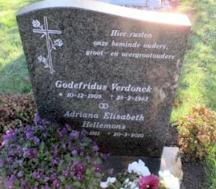 Hier rusten
onze beminde ouders,
groot- en overgrootouders
Godefridus Verdonck
Adriana Elisabeth
Hellemons